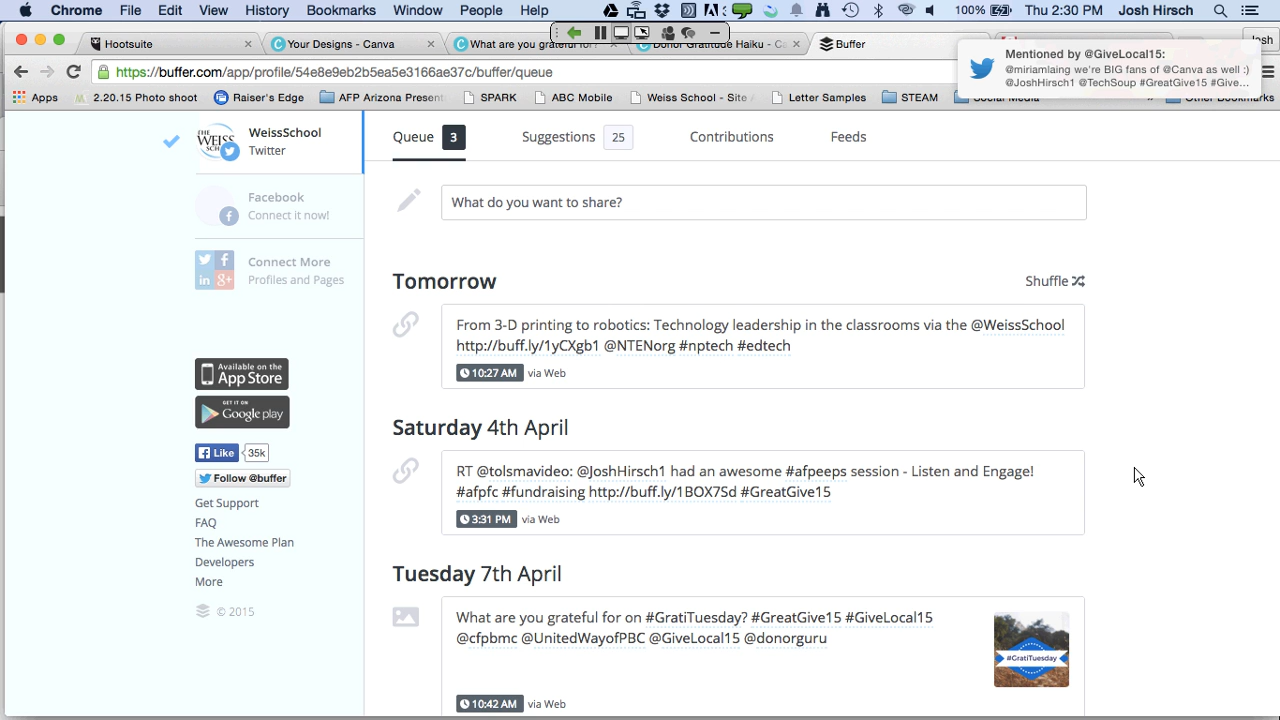 Chrome File Edit View History Bookmarks Window People Help 100% Thu 2:30 PM Josh Hirsch
Hootsuite × Your Designs - Canva × What are you grateful Donor Gratitude Haiku - Ca × Buffer Josh
https://buffer.com/app/profile/54e8e9eb2b5ea5e3166ae37c/buffer/queue
Mentioned by @GiveLocal15:
@miriamlaing we're BIG fans of @Canva as well :)
@JoshHirsch1 @TechSoup #GreatGive15 #Give...
Apps 2.20.15 Photo shoot Raiser's Edge AFP Arizona Present SPARK ABC Mobile Weiss School - Site Letter Samples STEAM Social Media » Other Bookmarks
THE
WEISS
WeissSchool
Twitter
Facebook
Connect it now!
Connect More
Profiles and Pages
Available on the
App Store
GET IT ON
Google play
Like 35k
Follow @buffer
Get Support
FAQ
The Awesome Plan
Developers
More
© 2015
Queue 3 Suggestions 25 Contributions Feeds
What do you want to share?
Tomorrow Shuffle
From 3-D printing to robotics: Technology leadership in the classrooms via the @WeissSchool
http://buff.ly/1yCXgb1 @NTENorg #nptech #edtech
10:27 AM via Web
Saturday 4th April
RT @tolsmavideo: @JoshHirsch1 had an awesome #afpeeps session - Listen and Engage!
#afpfc #fundraising http://buff.ly/1BOX7Sd #GreatGive15
3:31 PM via Web
Tuesday 7th April
What are you grateful for on #GratiTuesday? #GreatGive15 #GiveLocal15
@cfpbmc @UnitedWayofPBC @GiveLocal15 @donorguru
#GratiTuesday
10:42 AM via Web